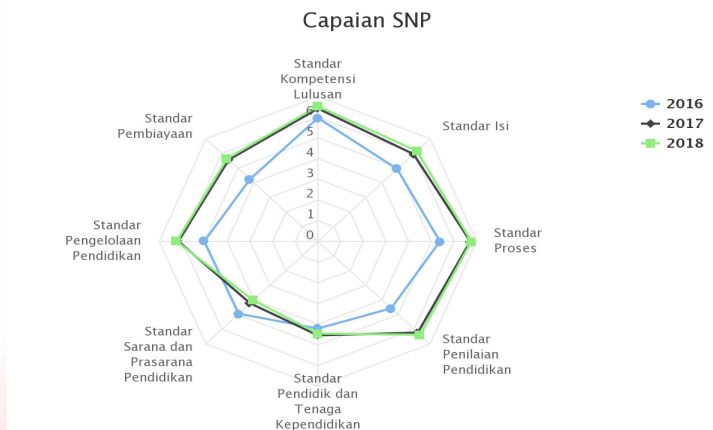 Capaian SNP
Standar
Kompetensi
Lulusan
Standar Isi
Standar
Proses
Standar
Penilaian
Pendidikan
Standar
Pendidik dan
Tenaga
Kependidikan
Standar
Sarana dan
Prasarana
Pendidikan
Standar
Pengelolaan
Pendidikan
Standar
Pembiayaan
6
5
4
3
2
1
0
2016
2017
2018